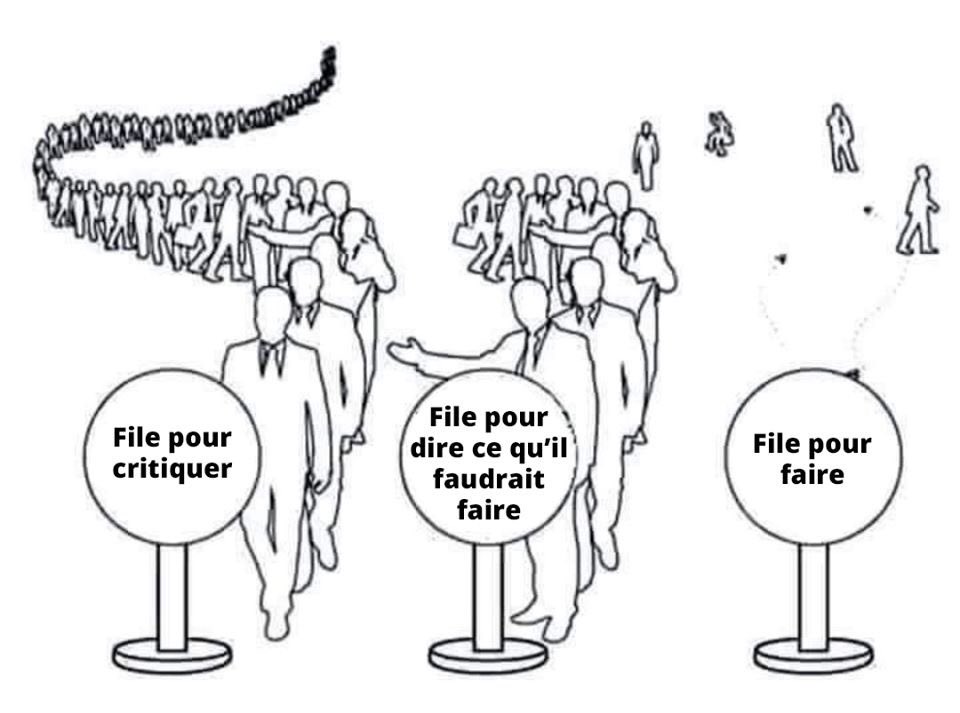 File pour
critiquer
File pour
dire ce qu’il
faudrait
faire
File pour
faire